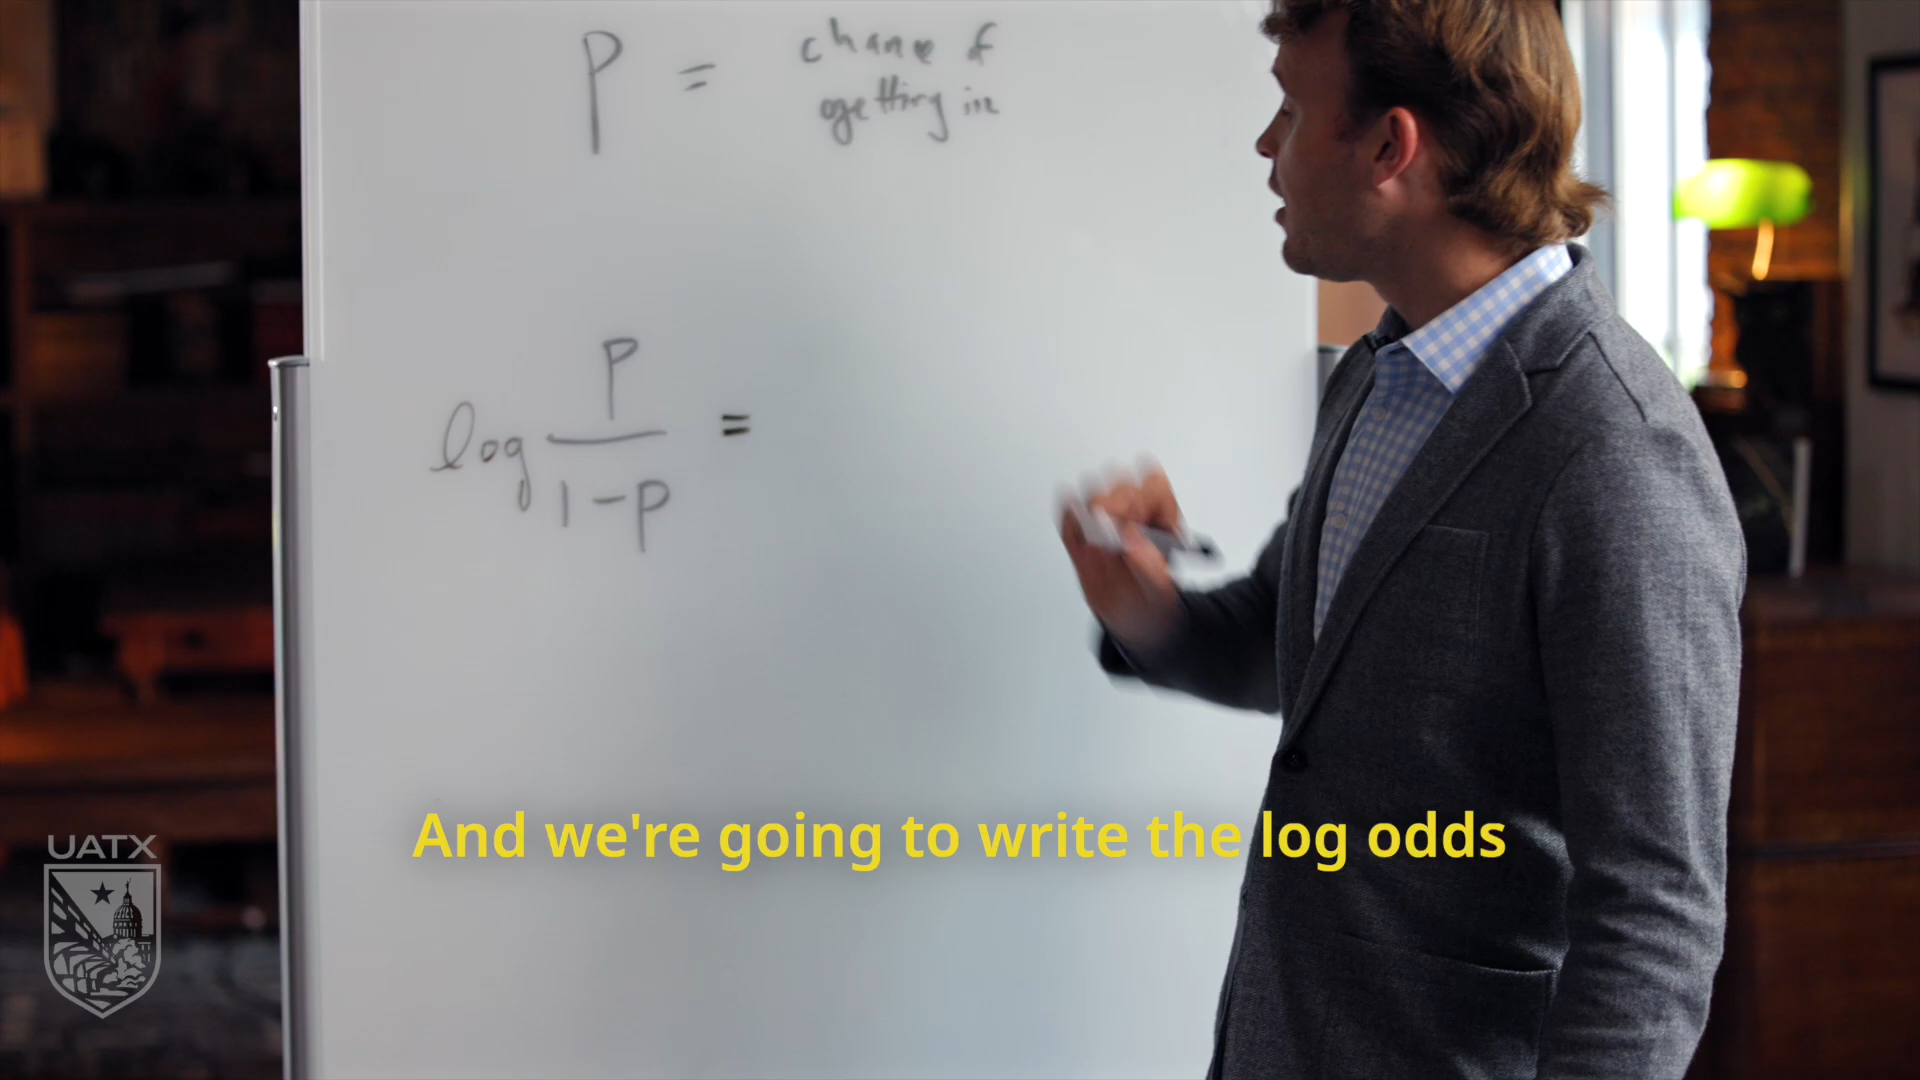 P = chance of
getting in
log P / 1-P =
And we're going to write the log odds
UATX